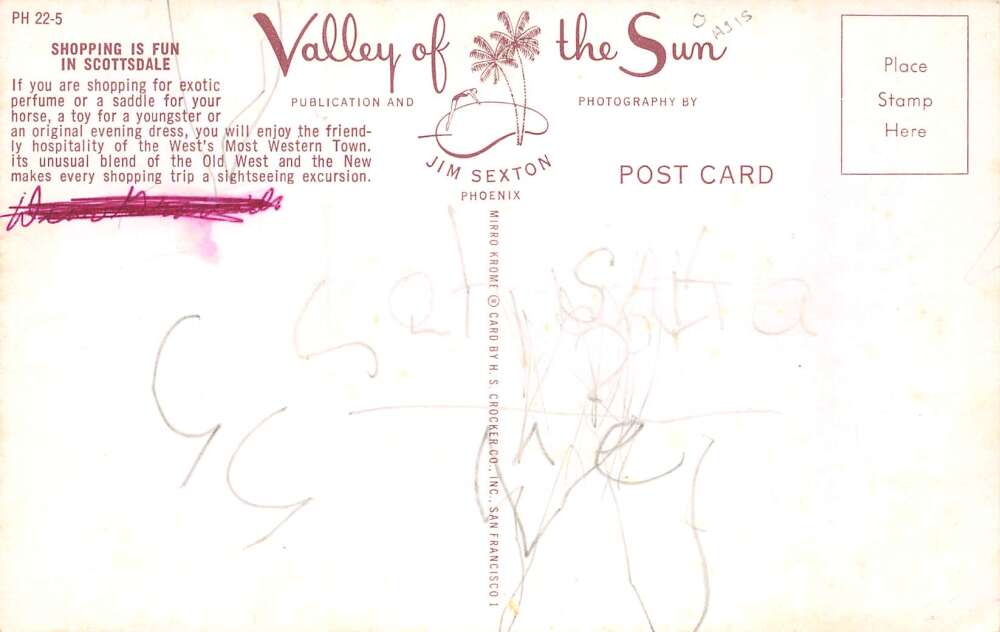 PH 22-5
SHOPPING IS FUN
IN SCOTTSDALE
If you are shopping for exotic
perfume or a saddle for your
horse, a toy for a youngster or
an original evening dress, you will enjoy the friend-
ly hospitality of the West's Most Western Town.
its unusual blend of the Old West and the New
makes every shopping trip a sightseeing excursion.
Valley of the Sun
PUBLICATION AND PHOTOGRAPHY BY
JIM SEXTON
PHOENIX
POST CARD
Place
Stamp
Here
MIRRO KROME ® CARD BY H. S. CROCKER CO., INC., SAN FRANCISCO 1